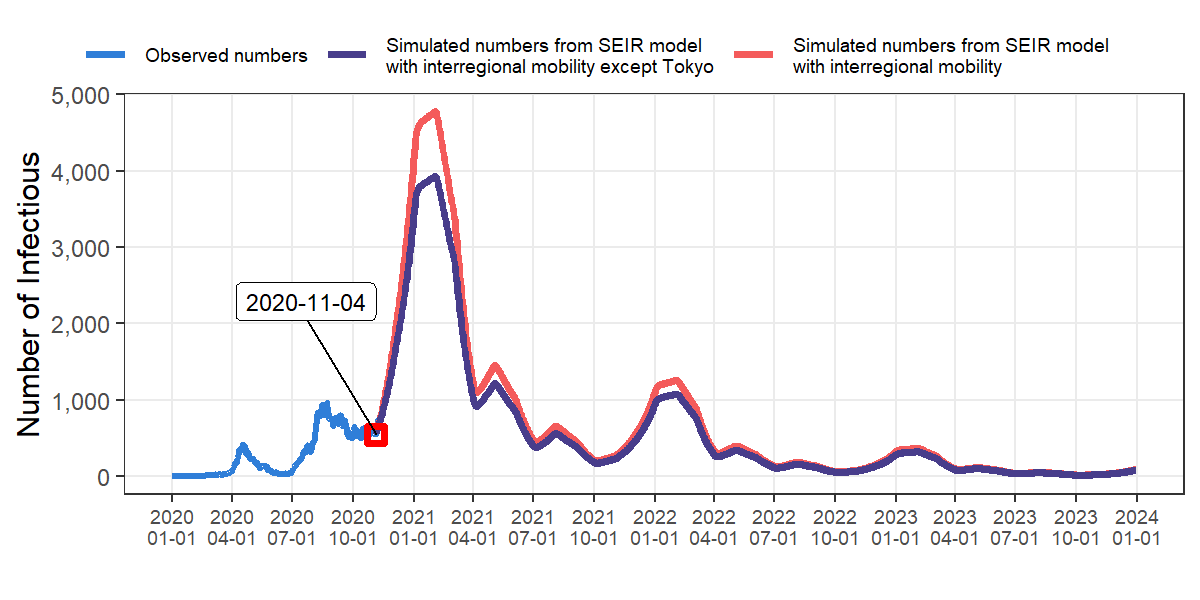 Observed numbers
Simulated numbers from SEIR model
with interregional mobility except Tokyo
Simulated numbers from SEIR model
with interregional mobility
Number of Infectious
5,000
4,000
3,000
2,000
1,000
0
2020-11-04
2020 2020 2020 2020 2021 2021 2021 2021 2022 2022 2022 2022 2023 2023 2023 2023 2024
01-01 04-01 07-01 10-01 01-01 04-01 07-01 10-01 01-01 04-01 07-01 10-01 01-01 04-01 07-01 10-01 01-01